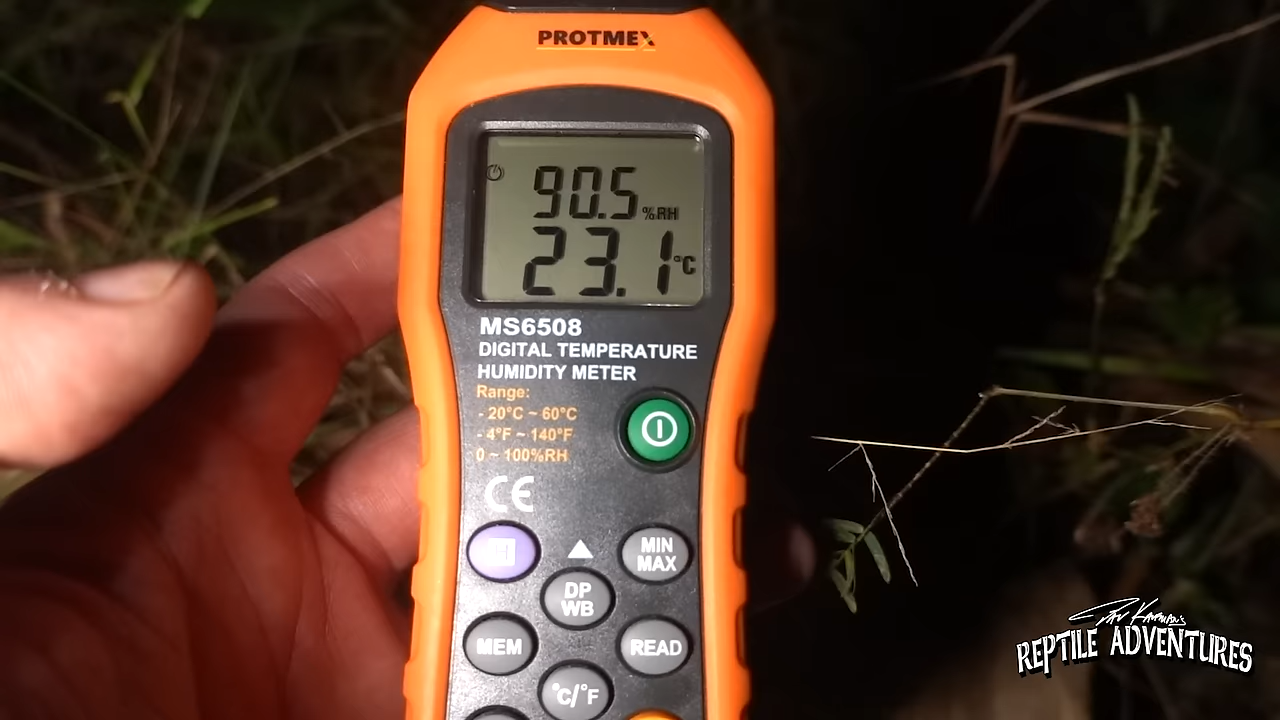 PROTMEX
90.5 %RH
23.1 °C
MS6508
DIGITAL TEMPERATURE
HUMIDITY METER
Range:
- 20°C ~ 60°C
- 4°F ~ 140°F
0 ~ 100%RH
CE
H
MIN
MAX
DP
WB
MEM
READ
°C/°F
REPTILE ADVENTURES